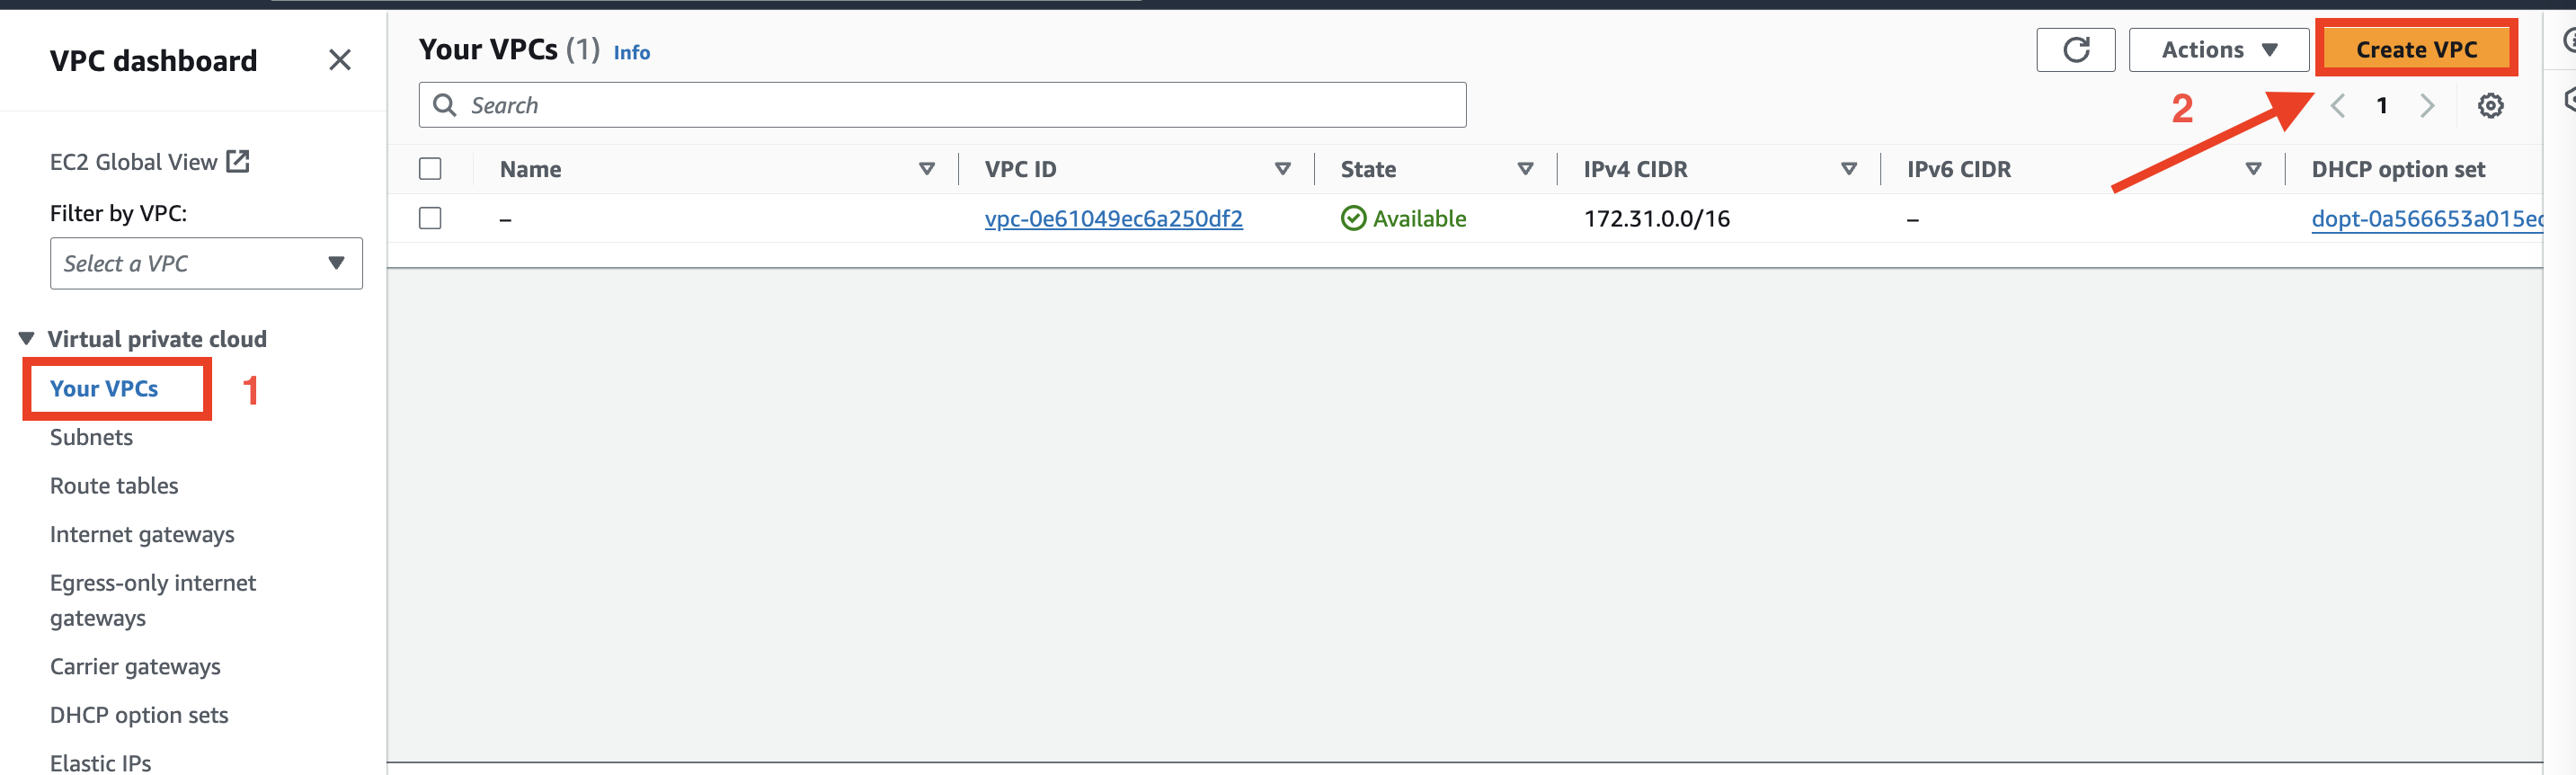 VPC dashboard
EC2 Global View
Filter by VPC:
Select a VPC
Virtual private cloud
Your VPCs 1
Subnets
Route tables
Internet gateways
Egress-only internet
gateways
Carrier gateways
DHCP option sets
Elastic IPs
Your VPCs (1) Info
Actions
Create VPC
Search
2
1
Name VPC ID State IPv4 CIDR IPv6 CIDR DHCP option set
– vpc-0e61049ec6a250df2 Available 172.31.0.0/16 – dopt-0a566653a015ec